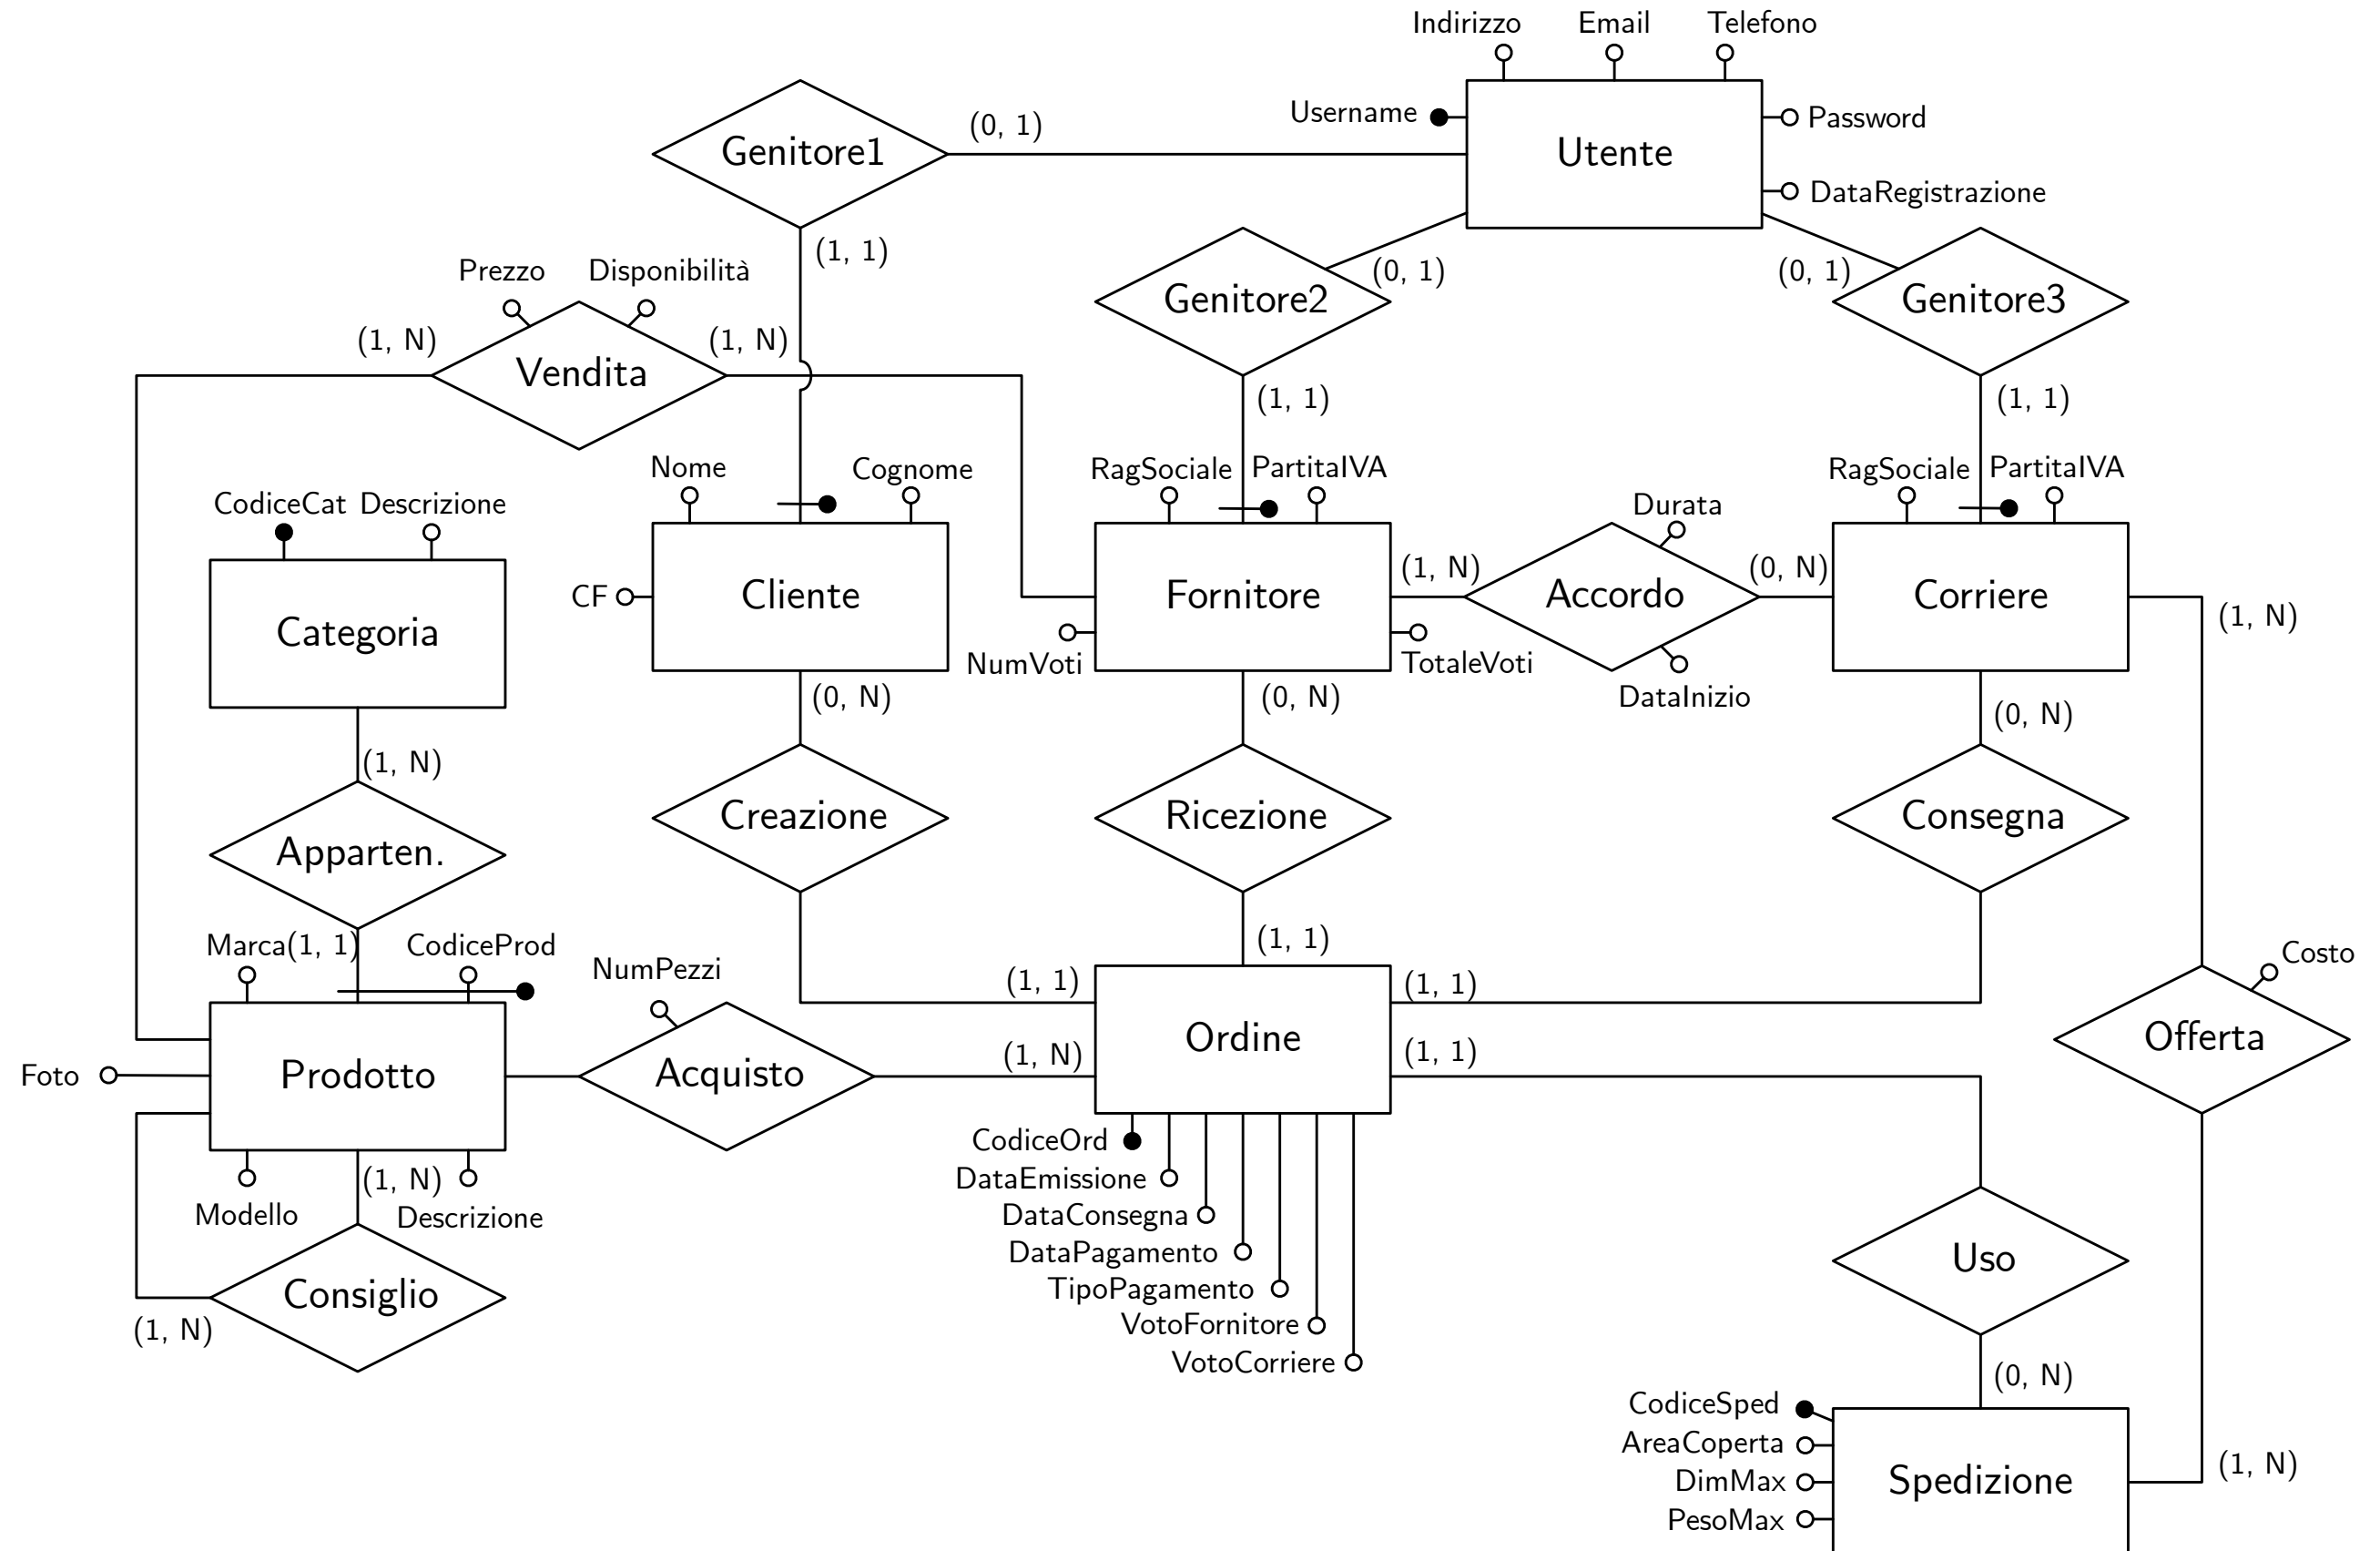 Indirizzo Email Telefono
Username
Password
Utente
DataRegistrazione
Genitore1
(0, 1)
(1, 1)
Genitore2
(0, 1)
(0, 1)
Genitore3
(1, 1)
(1, 1)
Prezzo Disponibilità
(1, N)
(1, N)
Vendita
Nome
Cognome
RagSociale PartitaIVA
RagSociale PartitaIVA
CodiceCat Descrizione
Durata
Categoria
CF
Cliente
Fornitore
(1, N)
Accordo
(0, N)
Corriere
(1, N)
NumVoti
TotaleVoti
DataInizio
(0, N)
(0, N)
(0, N)
(1, N)
Apparten.
Creazione
Ricezione
Consegna
Marca
(1, 1)
CodiceProd
NumPezzi
(1, 1)
(1, 1)
(1, 1)
Costo
Foto
Prodotto
Acquisto
(1, N)
Ordine
(1, 1)
Offerta
CodiceOrd
DataEmissione
DataConsegna
DataPagamento
TipoPagamento
VotoFornitore
VotoCorriere
Modello
(1, N)
Descrizione
Consiglio
(1, N)
Uso
(0, N)
CodiceSped
AreaCoperta
DimMax
PesoMax
Spedizione
(1, N)